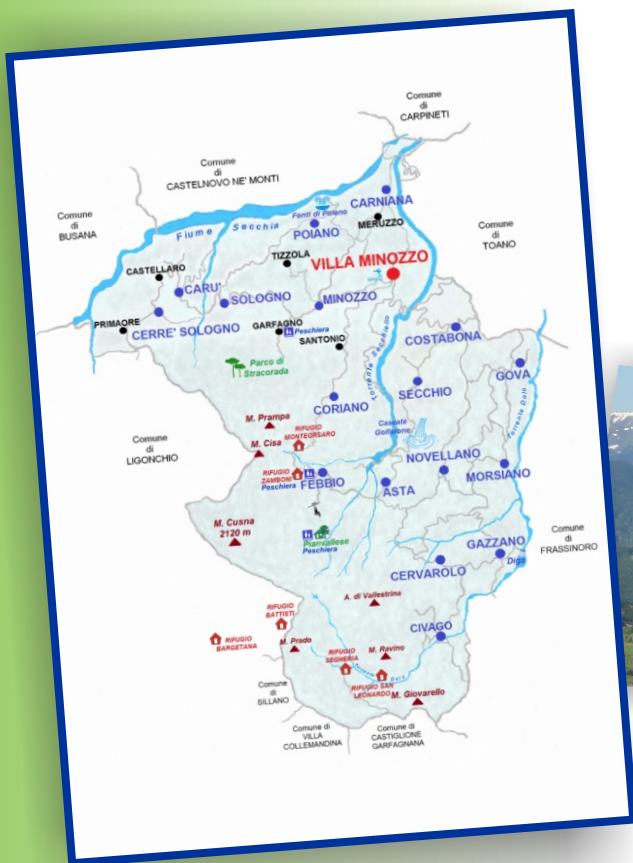 Comune
di
CARPINETI
Comune
di
CASTELNOVO NE' MONTI
Comune
di
BUSANA
Comune
di
TOANO
CARNIANA
Fonti di Poiano
MERUZZO
Fiume Secchia
POIANO
TIZZOLA
VILLA MINOZZO
CASTELLARO
CARU'
SOLOGNO
MINOZZO
PRIMAORE
CERRE' SOLOGNO
GARFAGNO
Peschiera
SANTONIO
Torrente Secchiello
COSTABONA
Parco di
Stracorada
GOVA
SECCHIO
CORIANO
Torrente Dolo
M. Prampa
RIFUGIO
MONTEORSARO
Cascate
Golfarone
Comune
di
LIGONCHIO
M. Cisa
NOVELLANO
RIFUGIO
ZAMBONI
Peschiera
FEBBIO
ASTA
MORSIANO
M. Cusna
2120 m
Pianvallese
Peschiera
GAZZANO
Comune
di
FRASSINORO
Diga
CERVAROLO
A. di Vallestrina
RIFUGIO
BATTISTI
CIVAGO
RIFUGIO
BARGETANA
M. Prado
M. Ravino
RIFUGIO
SEGHERIA
RIFUGIO SAN
LEONARDO
M. Giovarello
Comune
di
SILLANO
Comune di
VILLA
COLLEMANDINA
Comune di
CASTIGLIONE
GARFAGNANA